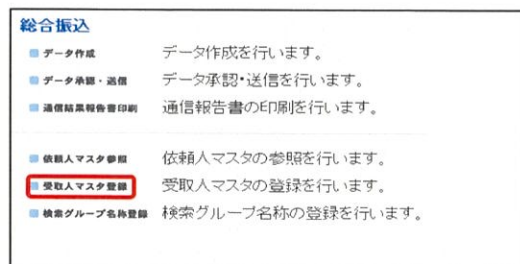 総合振込
データ作成 データ作成を行います。
データ承認・送信 データ承認・送信を行います。
通信結果報告書印刷 通信報告書の印刷を行います。
依頼人マスタ参照 依頼人マスタの参照を行います。
受取人マスタ登録 受取人マスタの登録を行います。
検索グループ名称登録 検索グループ名称の登録を行います。